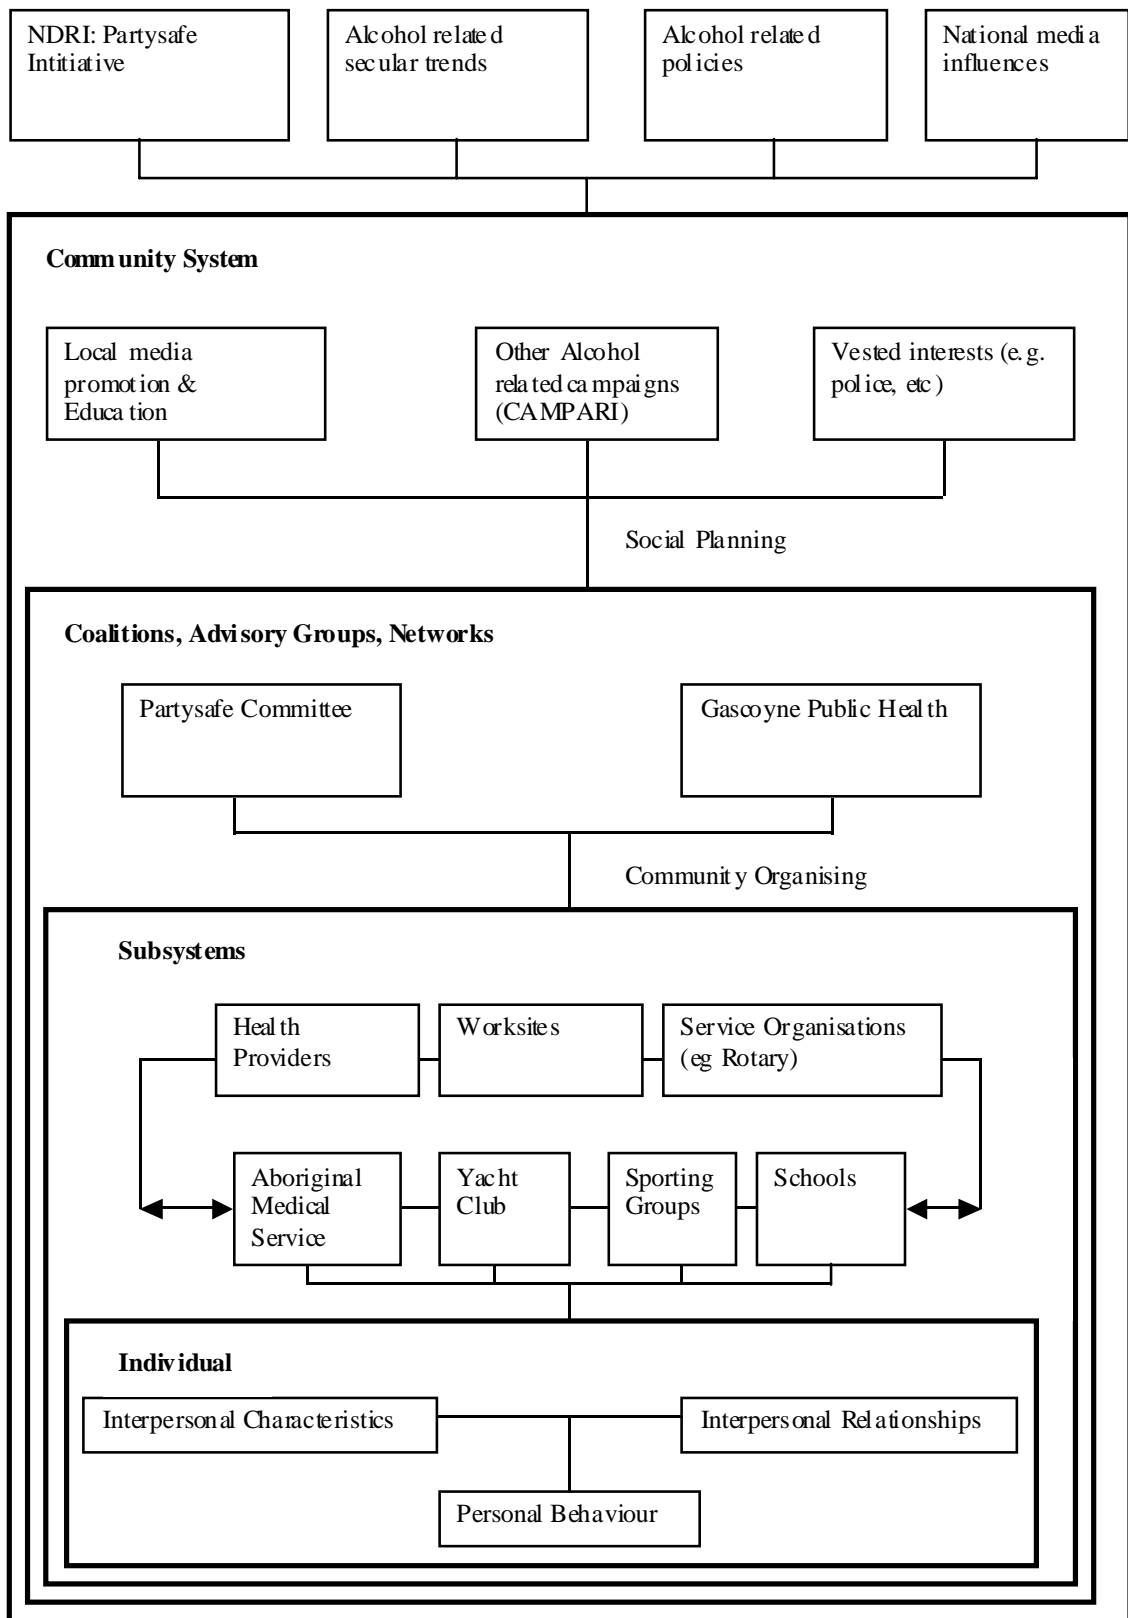 NDRI: Partysafe
Intitiative
Alcohol related
secular trends
Alcohol related
policies
National media
influences
Community System
Local media
promotion &
Education
Other Alcohol
related campaigns
(CAMPARI)
Vested interests (e.g.
police, etc)
Social Planning
Coalitions, Advisory Groups, Networks
Partysafe Committee
Gascoyne Public Health
Community Organising
Subsystems
Health
Providers
Worksites
Service Organisations
(eg Rotary)
Aboriginal
Medical
Service
Yacht
Club
Sporting
Groups
Schools
Individual
Interpersonal Characteristics
Interpersonal Relationships
Personal Behaviour